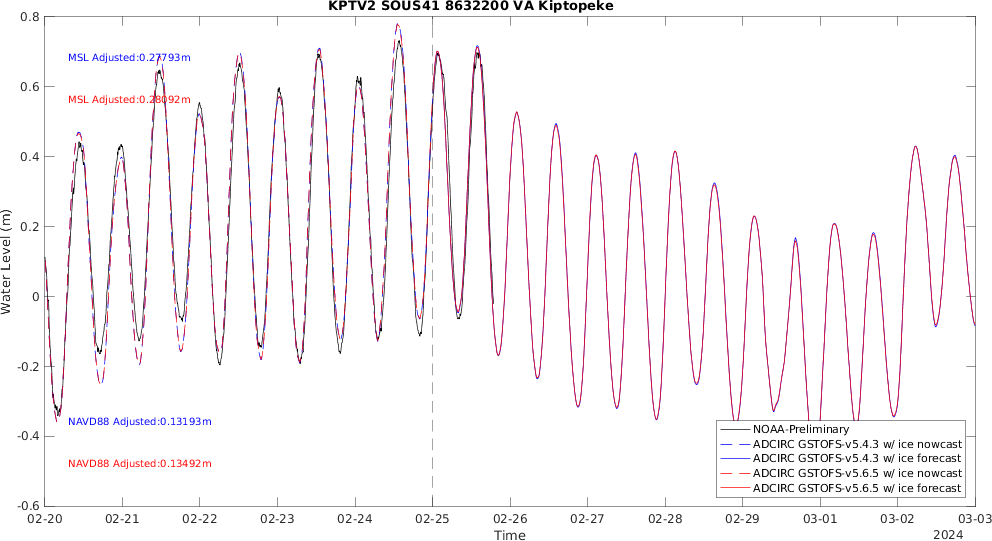 KPTV2 SOUS41 8632200 VA Kiptopeke
0.8
0.6
0.4
0.2
0
-0.2
-0.4
-0.6
Water Level (m)
MSL Adjusted:0.27793m
MSL Adjusted:0.28092m
NAVD88 Adjusted:0.13193m
NAVD88 Adjusted:0.13492m
NOAA-Preliminary
ADCIRC GSTOFS-v5.4.3 w/ ice nowcast
ADCIRC GSTOFS-v5.4.3 w/ ice forecast
ADCIRC GSTOFS-v5.6.5 w/ ice nowcast
ADCIRC GSTOFS-v5.6.5 w/ ice forecast
02-20 02-21 02-22 02-23 02-24 02-25 02-26 02-27 02-28 02-29 03-01 03-02 03-03
Time
2024